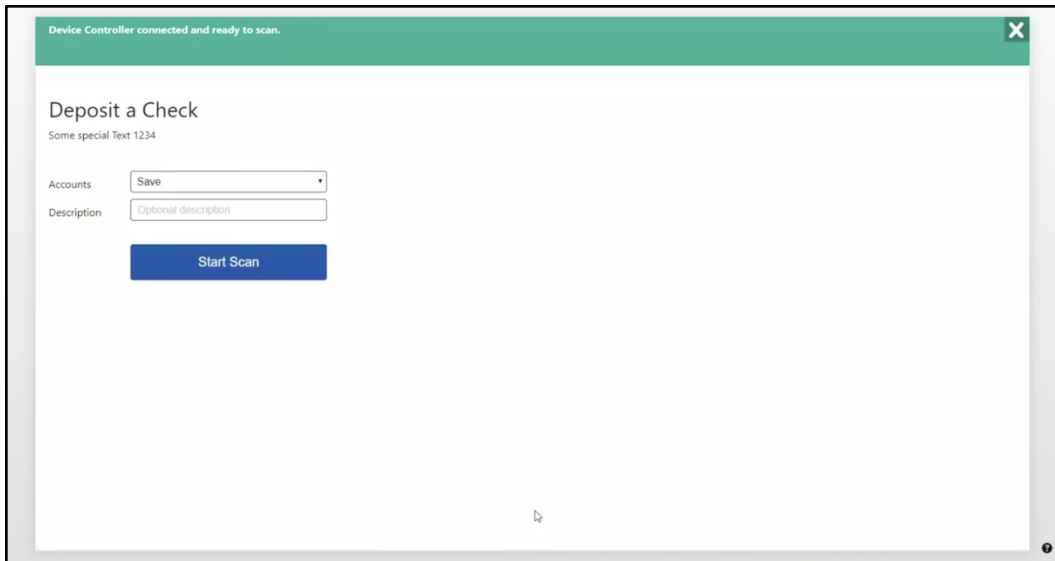 Device Controller connected and ready to scan.
Deposit a Check
Some special Text 1234
Accounts
Save
Description
Optional description
Start Scan